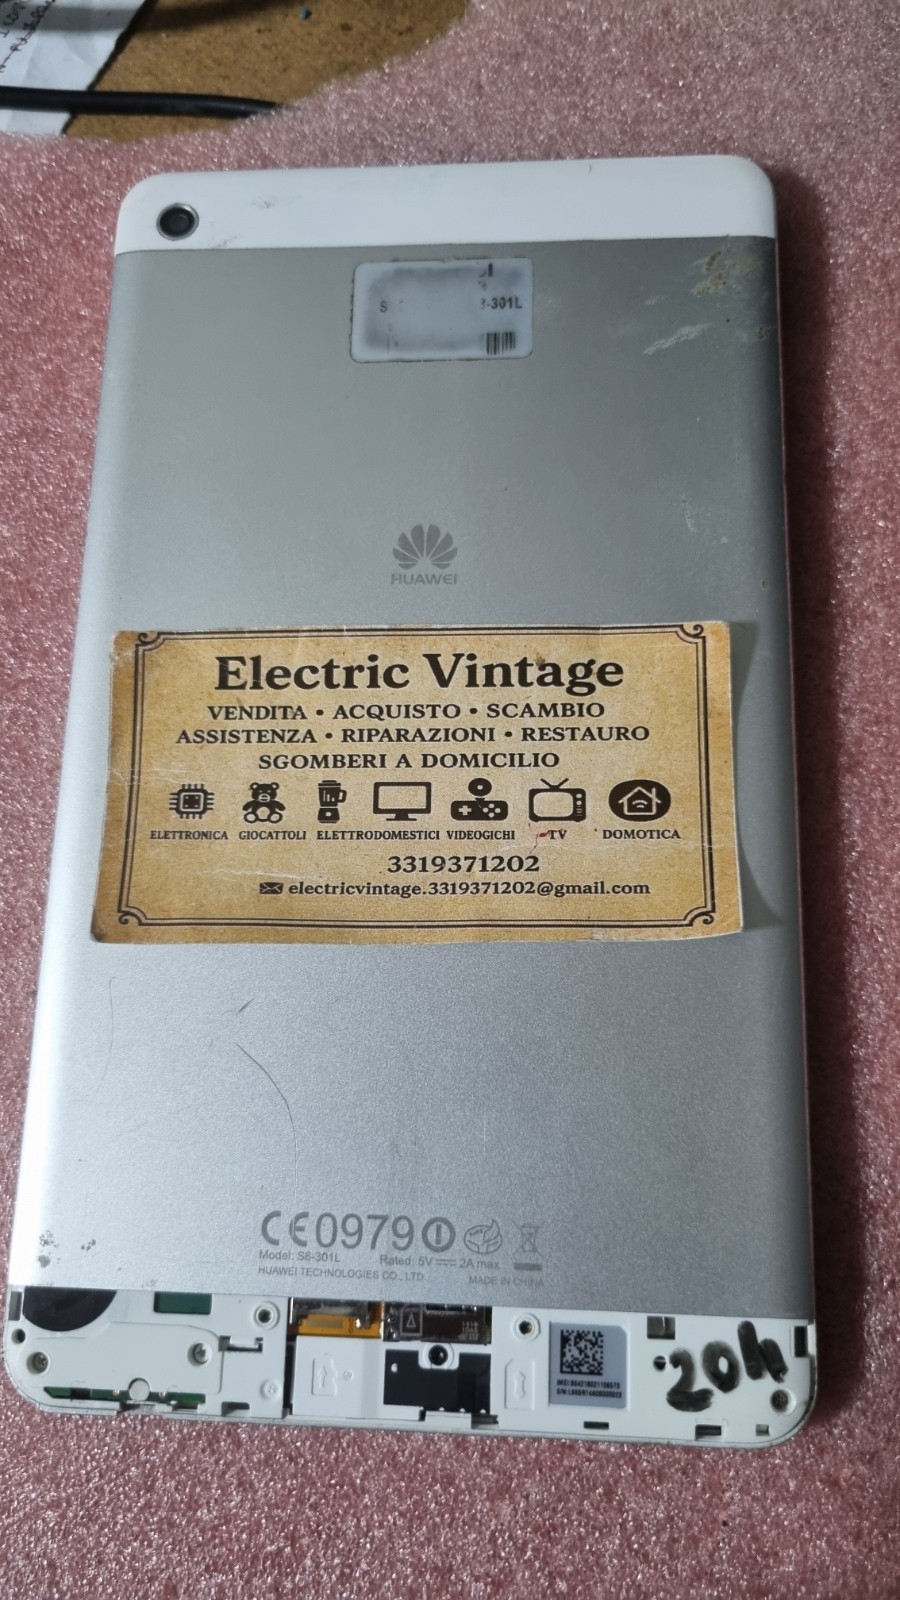 -301L
HUAWEI
Electric Vintage
VENDITA • ACQUISTO • SCAMBIO
ASSISTENZA • RIPARAZIONI • RESTAURO
SGOMBERI A DOMICILIO
ELETTRONICA GIOCATTOLI ELETTRODOMESTICI VIDEOGICHI TV DOMOTICA
3319371202
electricvintage.3319371202@gmail.com
CE0979
Model: S8-301L Rated: 5V 2A max
HUAWEI TECHNOLOGIES CO., LTD MADE IN CHINA
20h